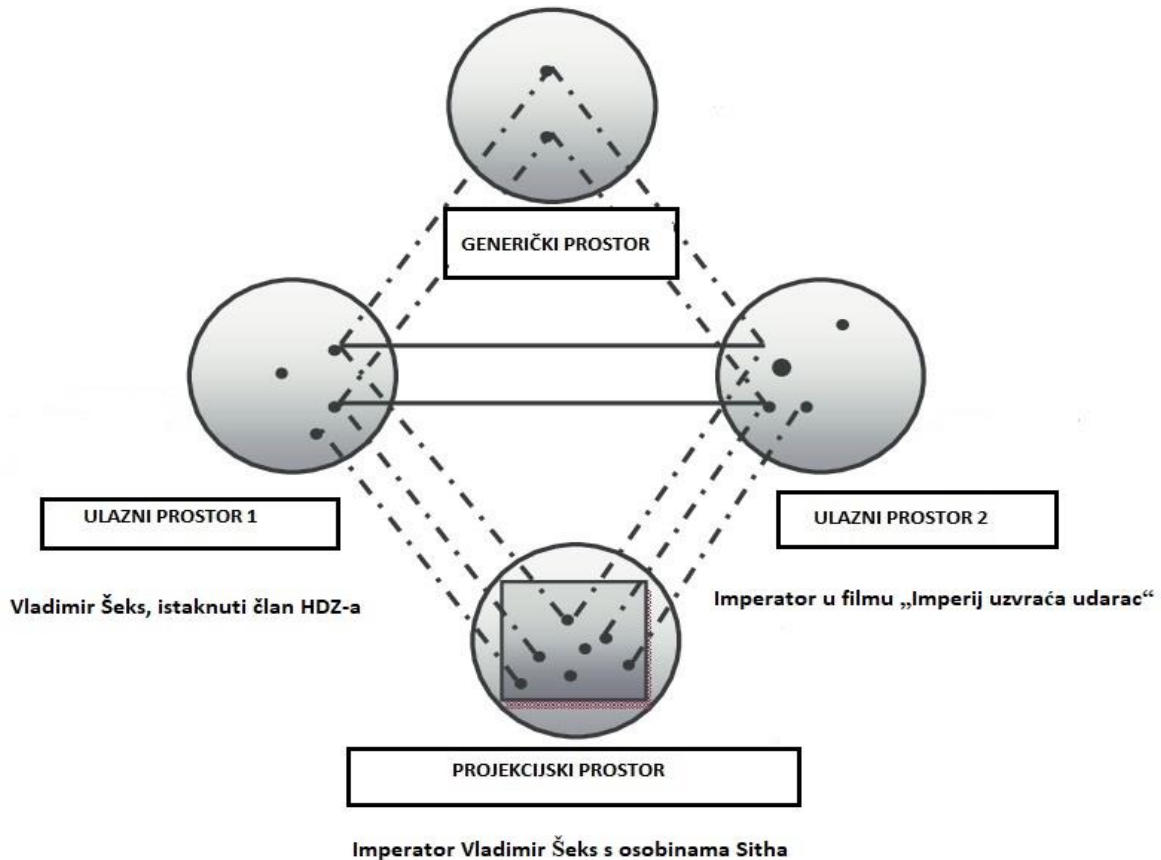 GENERIČKI PROSTOR
ULAZNI PROSTOR 1
ULAZNI PROSTOR 2
Vladimir Šeks, istaknuti član HDZ-a
Imperator u filmu „Imperij uzvraća udarac“
PROJEKCIJSKI PROSTOR
Imperator Vladimir Šeks s osobinama Sitha